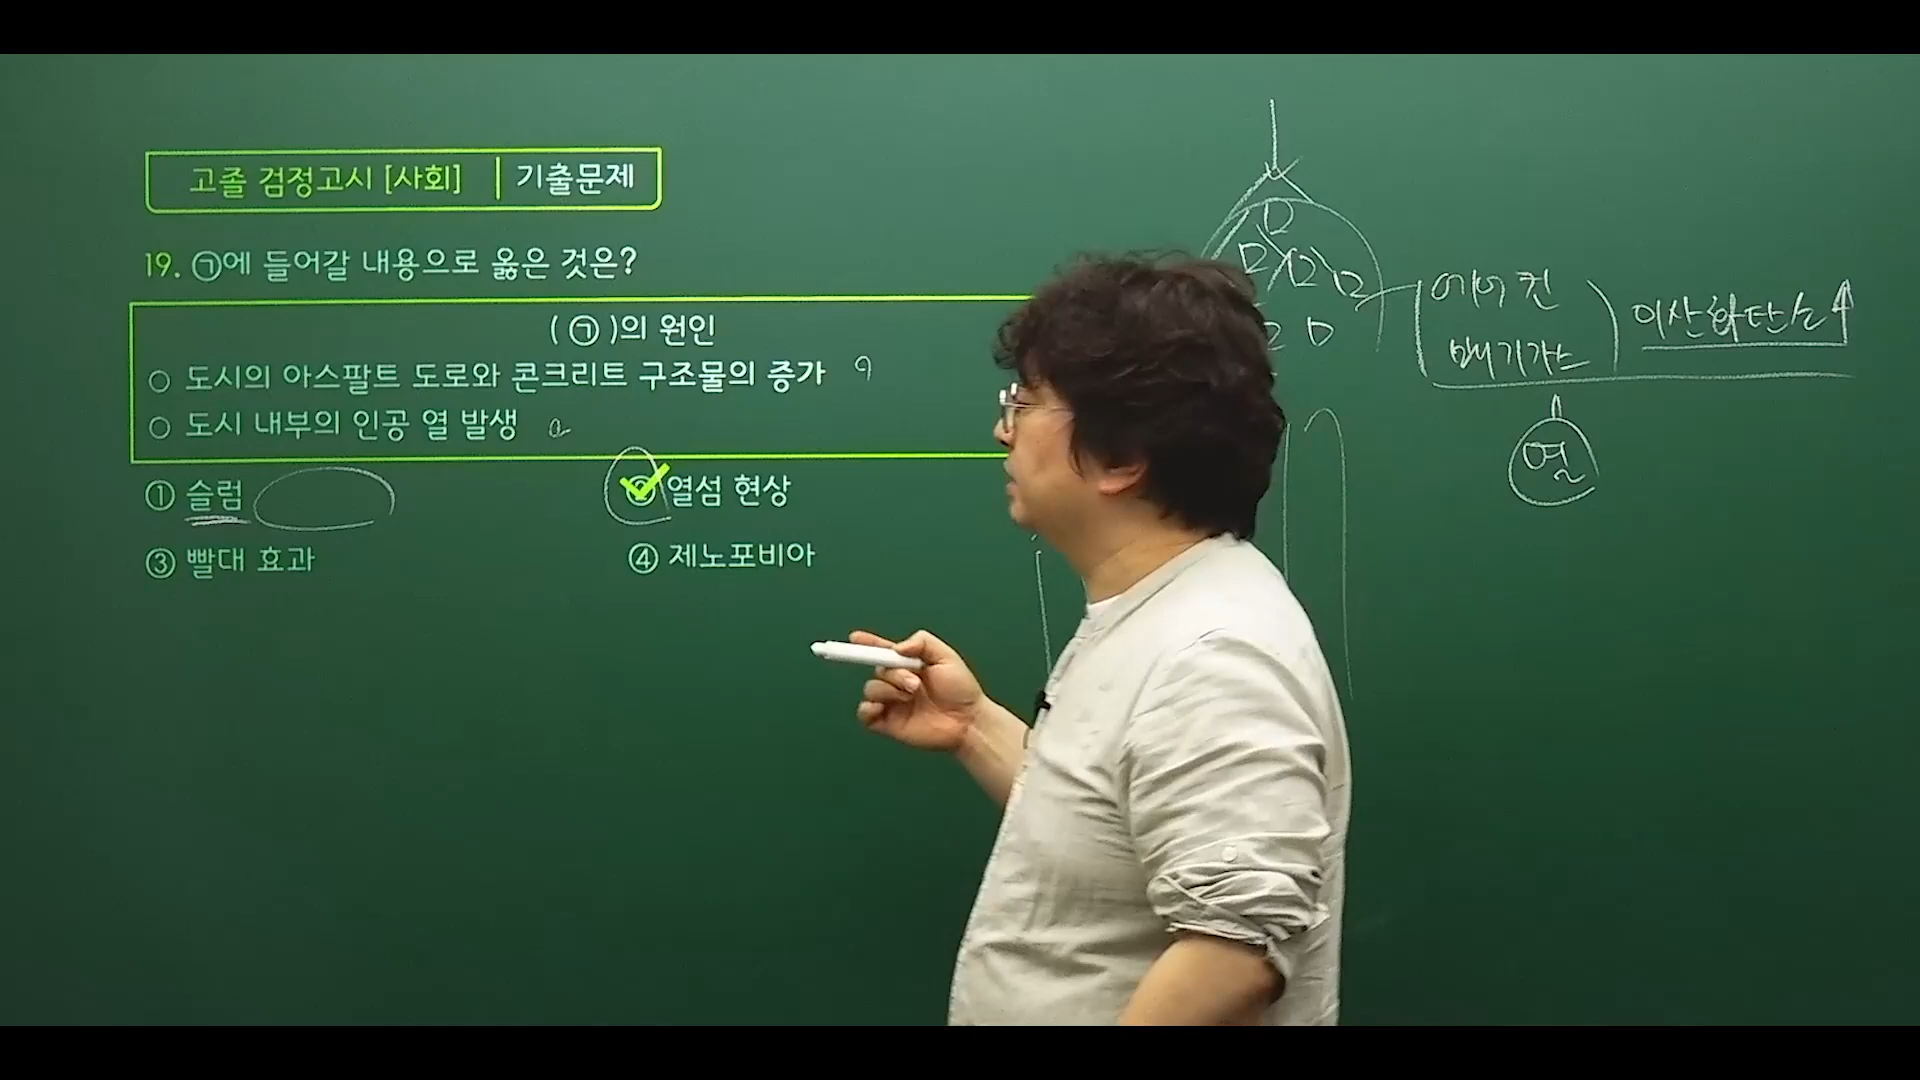 고졸 검정고시 [사회] 기출문제
19. ㉠에 들어갈 내용으로 옳은 것은?
( ㉠ )의 원인
○ 도시의 아스팔트 도로와 콘크리트 구조물의 증가
○ 도시 내부의 인공 열 발생
① 슬럼
② 열섬 현상
③ 빨대 효과
④ 제노포비아
에어컨
배기가스
이산화탄소↑
열